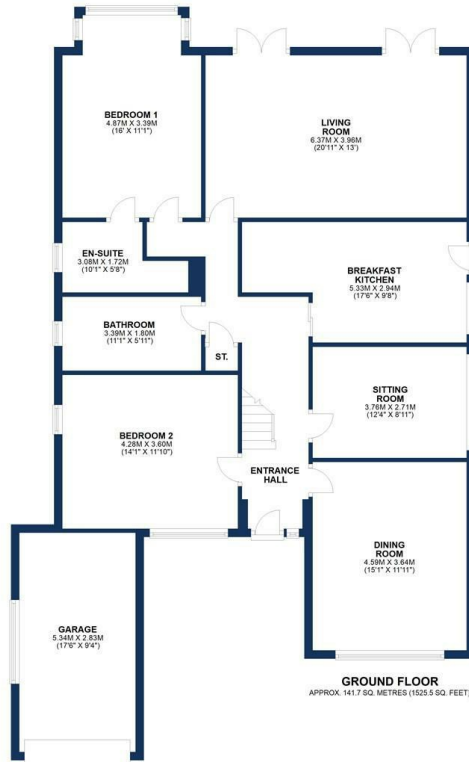 BEDROOM 1
4.87M X 3.39M
(16' X 11'1")
LIVING
ROOM
6.37M X 3.96M
(20'11" X 13')
EN-SUITE
3.08M X 1.72M
(10'1" X 5'8")
BREAKFAST
KITCHEN
5.33M X 2.94M
(17'6" X 9'8")
BATHROOM
3.39M X 1.80M
(11'1" X 5'11")
ST.
SITTING
ROOM
3.76M X 2.71M
(12'4" X 8'11")
BEDROOM 2
4.28M X 3.60M
(14'1" X 11'10")
ENTRANCE
HALL
DINING
ROOM
4.59M X 3.64M
(15'1" X 11'11")
GARAGE
5.34M X 2.83M
(17'6" X 9'4")
GROUND FLOOR
APPROX. 141.7 SQ. METRES (1525.5 SQ. FEET)